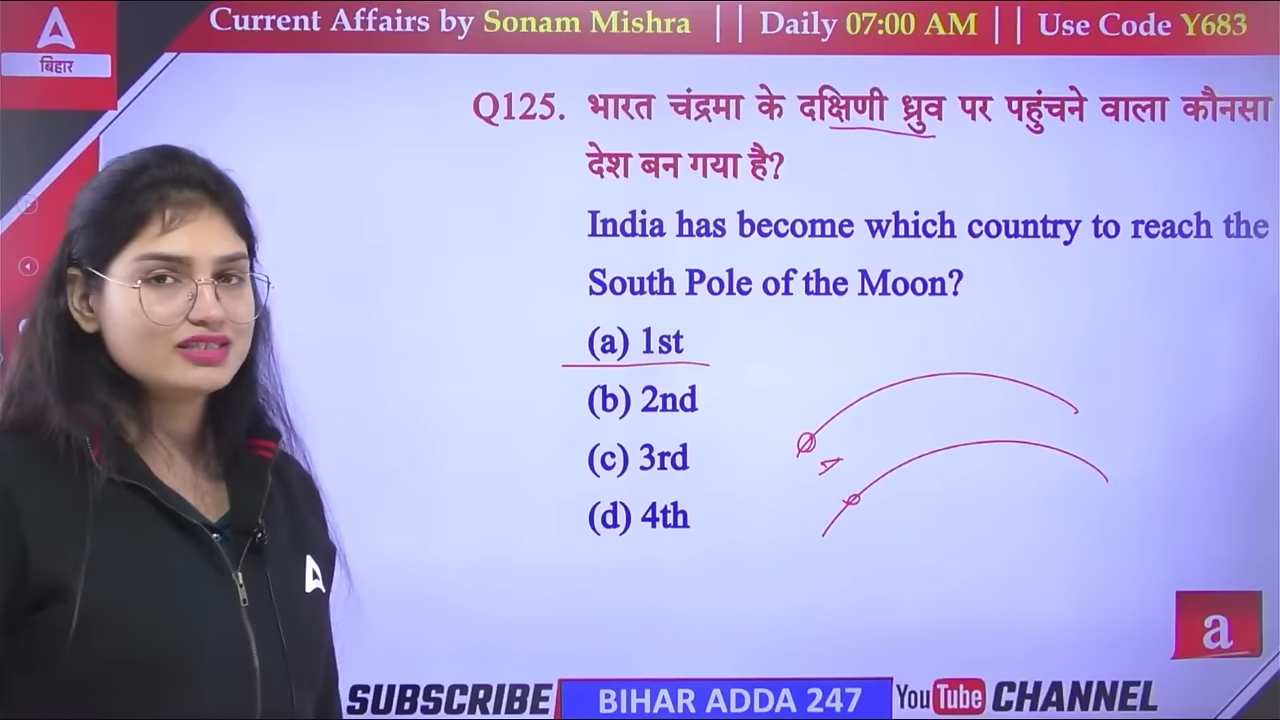 Current Affairs by Sonam Mishra || Daily 07:00 AM || Use Code Y683
बिहार
Q125. भारत चंद्रमा के दक्षिणी ध्रुव पर पहुंचने वाला कौनसा
देश बन गया है?
India has become which country to reach the
South Pole of the Moon?
(a) 1st
(b) 2nd
(c) 3rd
(d) 4th
a
SUBSCRIBE BIHAR ADDA 247 YouTube CHANNEL